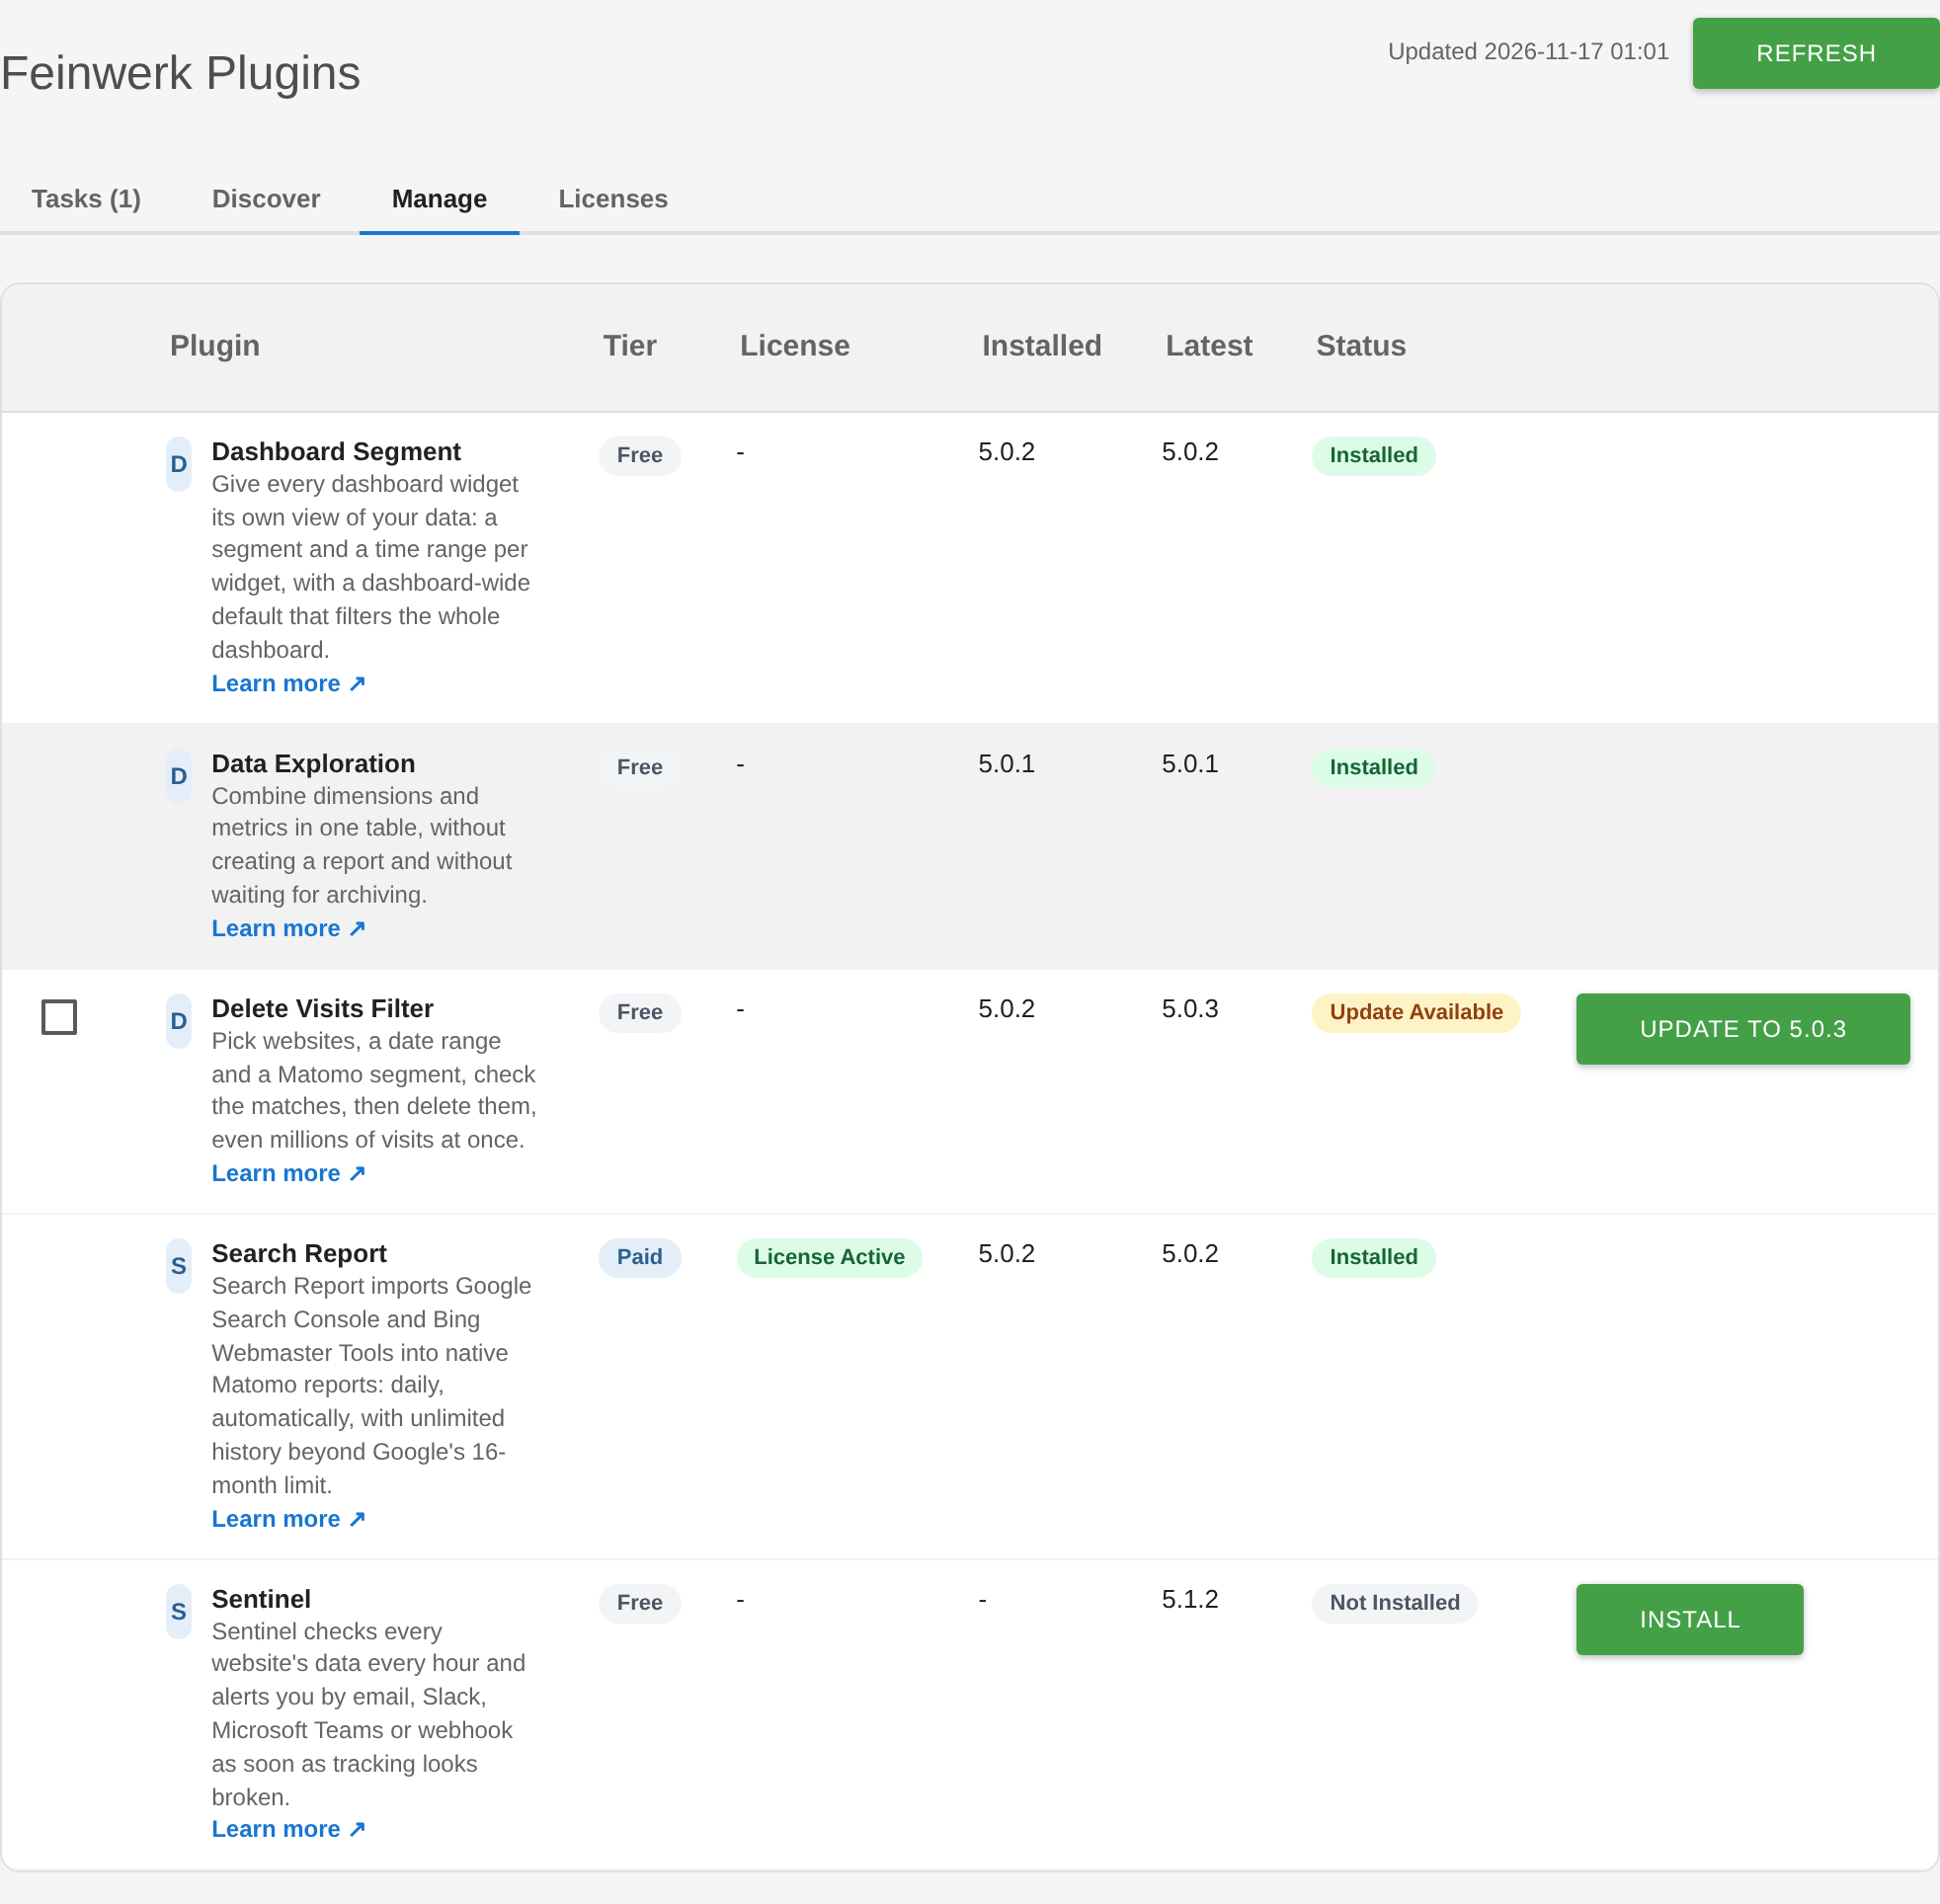 Feinwerk Plugins
Updated 2026-11-17 01:01
REFRESH
Tasks (1)
Discover
Manage
Licenses
Plugin
Tier
License
Installed
Latest
Status
D
Dashboard Segment
Give every dashboard widget
its own view of your data: a
segment and a time range per
widget, with a dashboard-wide
default that filters the whole
dashboard.
Learn more ↗
Free
-
5.0.2
5.0.2
Installed
D
Data Exploration
Combine dimensions and
metrics in one table, without
creating a report and without
waiting for archiving.
Learn more ↗
Free
-
5.0.1
5.0.1
Installed
D
Delete Visits Filter
Pick websites, a date range
and a Matomo segment, check
the matches, then delete them,
even millions of visits at once.
Learn more ↗
Free
-
5.0.2
5.0.3
Update Available
UPDATE TO 5.0.3
S
Search Report
Search Report imports Google
Search Console and Bing
Webmaster Tools into native
Matomo reports: daily,
automatically, with unlimited
history beyond Google's 16-
month limit.
Learn more ↗
Paid
License Active
5.0.2
5.0.2
Installed
S
Sentinel
Sentinel checks every
website's data every hour and
alerts you by email, Slack,
Microsoft Teams or webhook
as soon as tracking looks
broken.
Learn more ↗
Free
-
-
5.1.2
Not Installed
INSTALL